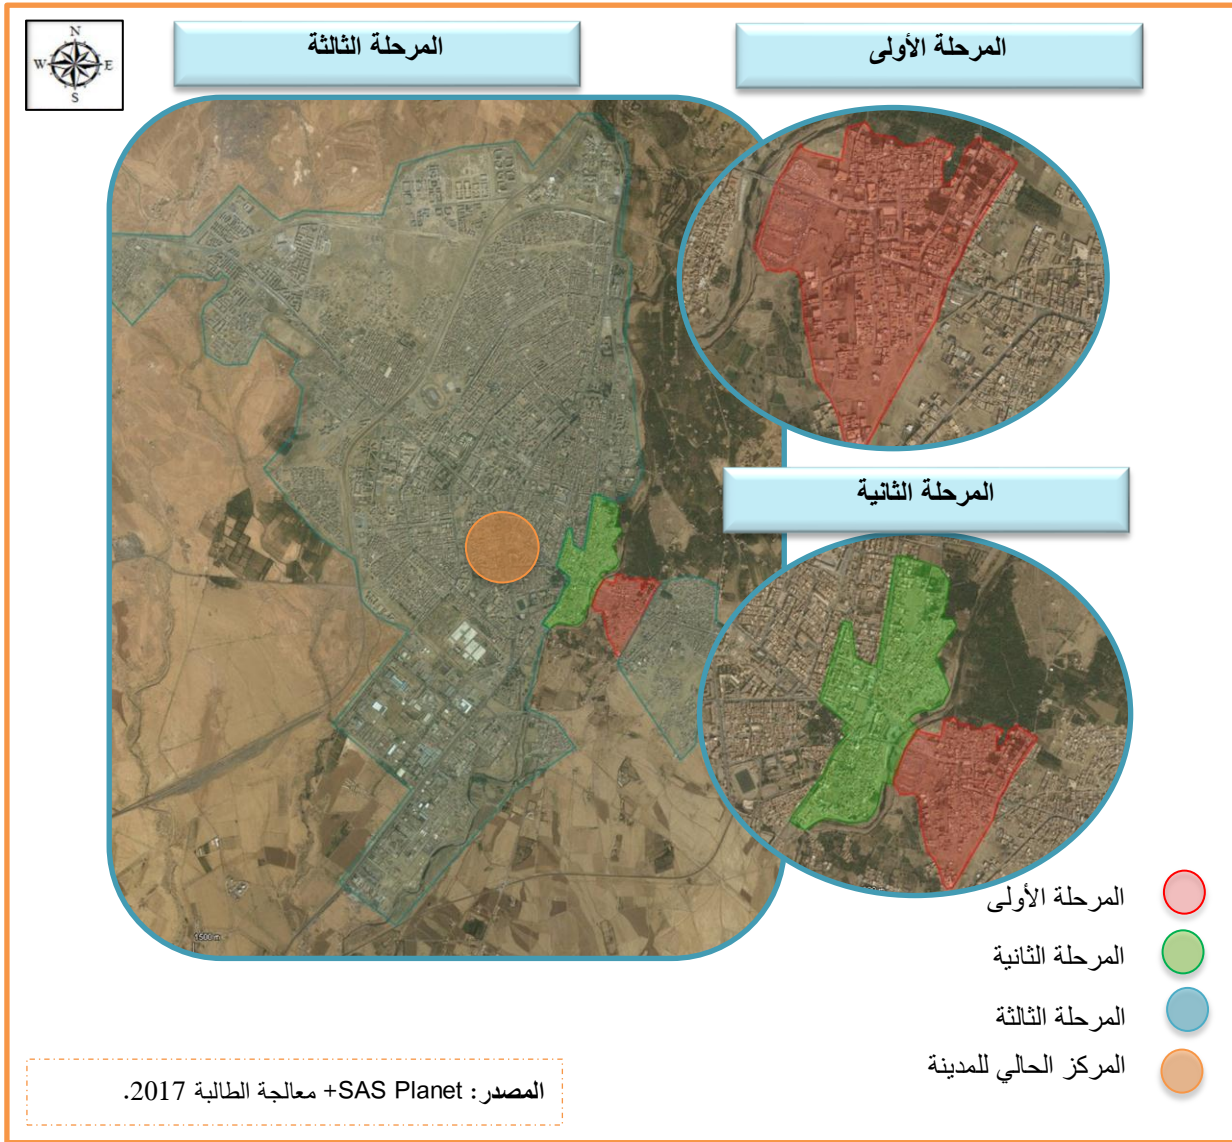 N
W E
S
المرحلة الثالثة
المرحلة الأولى
المرحلة الثانية
1500 m
المرحلة الأولى
المرحلة الثانية
المرحلة الثالثة
المركز الحالي للمدينة
المصدر: SAS Planet+ معالجة الطالبة 2017.